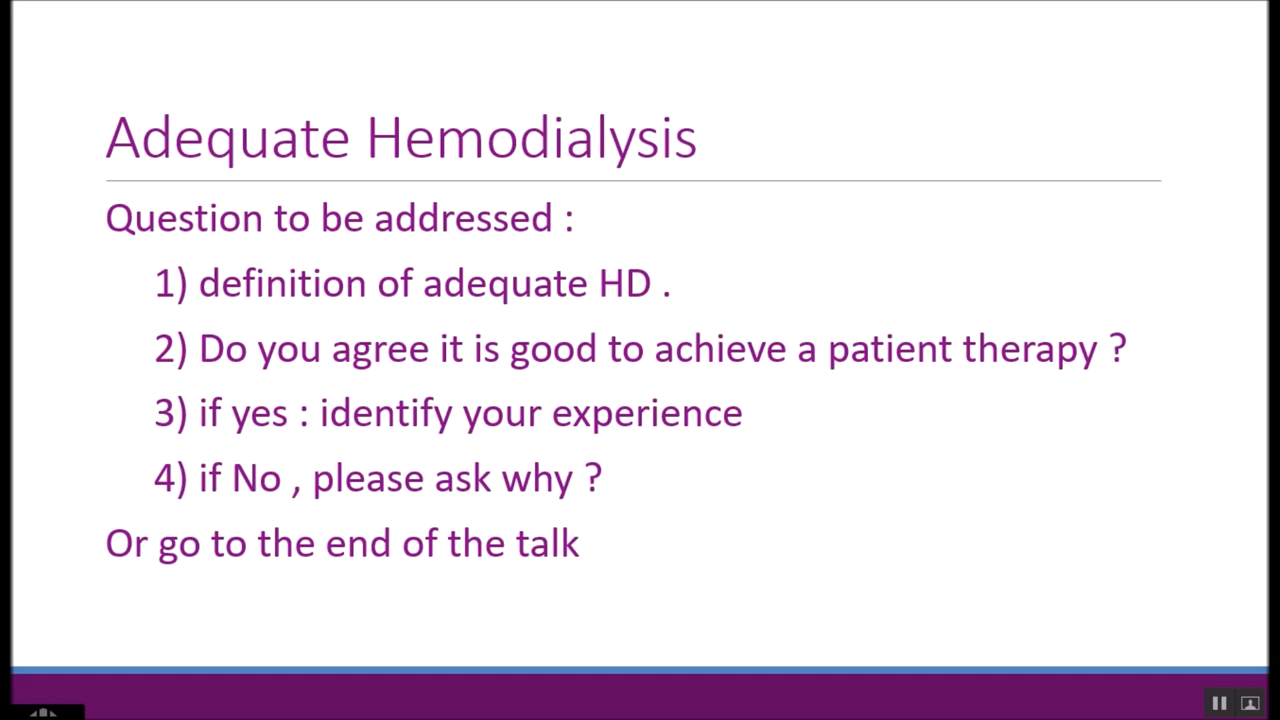 Adequate Hemodialysis
Question to be addressed :
1) definition of adequate HD .
2) Do you agree it is good to achieve a patient therapy ?
3) if yes : identify your experience
4) if No , please ask why ?
Or go to the end of the talk